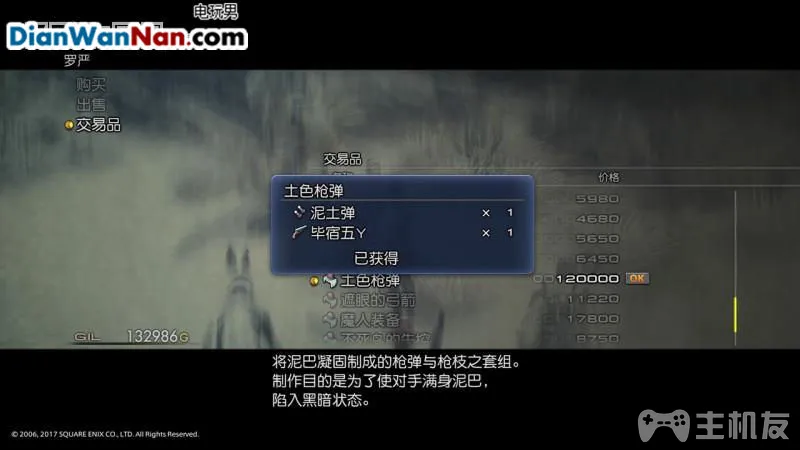 电玩男
DianWanNan.com
罗严
购买
出售
交易品
交易品
价格
土色枪弹
泥土弹 × 1
毕宿五Y × 1
已获得
5980
4680
5650
6450
土色枪弹 120000 OK
遮眼的弓箭 11220
魔人装备 17800
8750
GIL 132986G
将泥巴凝固制成的枪弹与枪枝之套组。
制作目的是为了使对手满身泥巴，
陷入黑暗状态。
© 2006, 2017 SQUARE ENIX CO., LTD. All Rights Reserved.
主机友